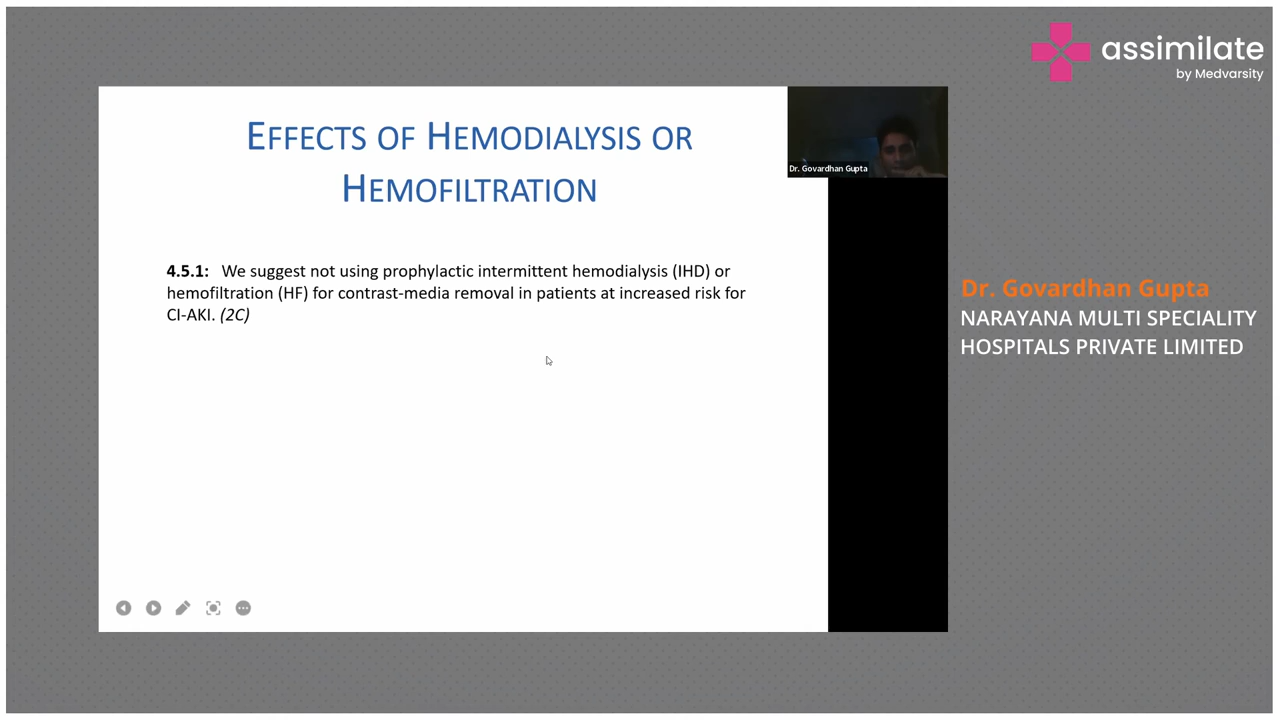 assimilate
by Medvarsity
EFFECTS OF HEMODIALYSIS OR
HEMOFILTRATION
Dr. Govardhan Gupta
4.5.1: We suggest not using prophylactic intermittent hemodialysis (IHD) or
hemofiltration (HF) for contrast-media removal in patients at increased risk for
CI-AKI. (2C)
Dr. Govardhan Gupta
NARAYANA MULTI SPECIALITY
HOSPITALS PRIVATE LIMITED